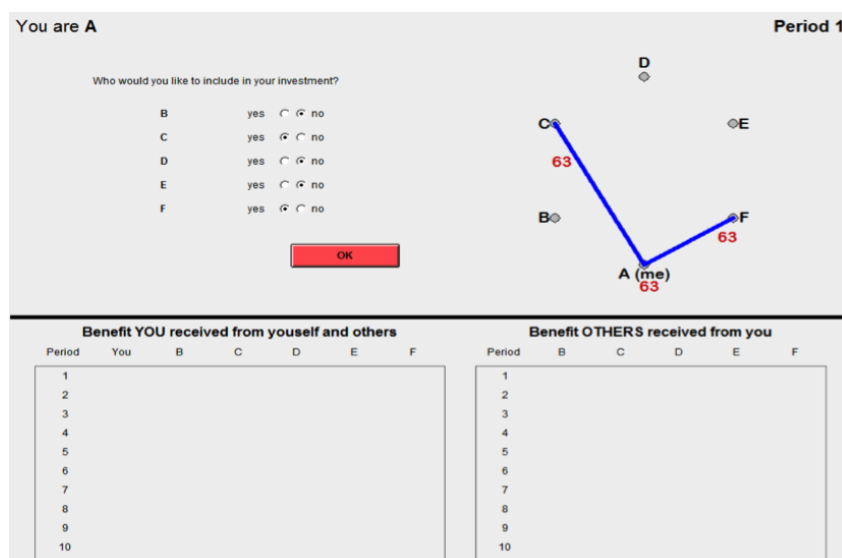 You are A
Period 1
Who would you like to include in your investment?
B yes no
C yes no
D yes no
E yes no
F yes no
OK
D
C E
63
B F
63
A (me)
63
Benefit YOU received from youself and others
Period You B C D E F
1
2
3
4
5
6
7
8
9
10
Benefit OTHERS received from you
Period B C D E F
1
2
3
4
5
6
7
8
9
10